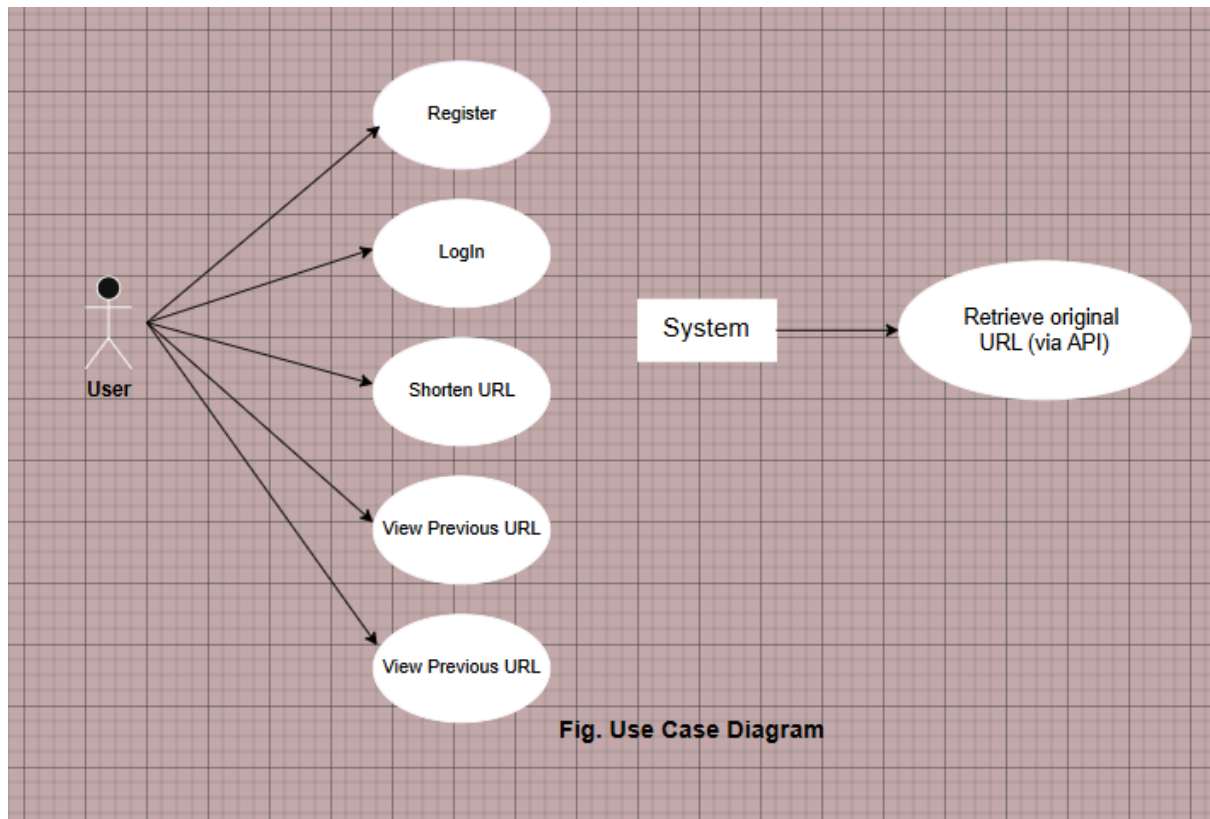 Register
LogIn
User
Shorten URL
View Previous URL
View Previous URL
System
Retrieve original
URL (via API)
Fig. Use Case Diagram